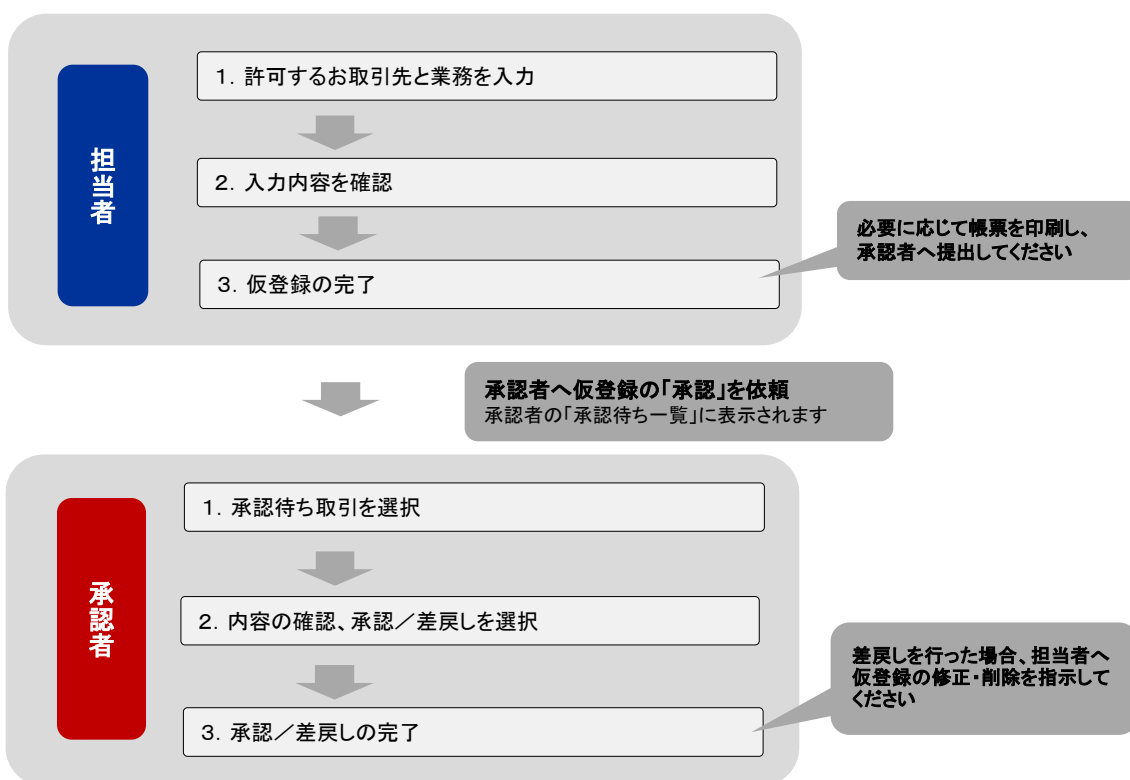 担当者
1．許可するお取引先と業務を入力
2．入力内容を確認
3．仮登録の完了
必要に応じて帳票を印刷し、
承認者へ提出してください
承認者へ仮登録の「承認」を依頼
承認者の「承認待ち一覧」に表示されます
承認者
1．承認待ち取引を選択
2．内容の確認、承認／差戻しを選択
3．承認／差戻しの完了
差戻しを行った場合、担当者へ
仮登録の修正・削除を指示して
ください